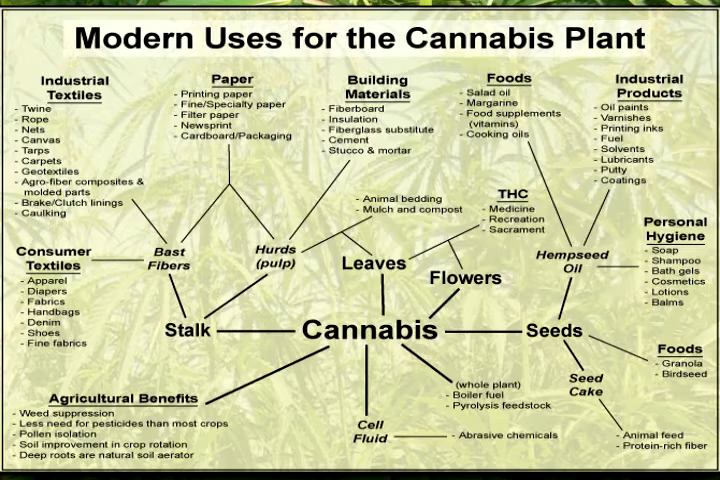 Modern Uses for the Cannabis Plant
Industrial
Textiles
- Twine
- Rope
- Nets
- Canvas
- Tarps
- Carpets
- Geotextiles
- Agro-fiber composites &
molded parts
- Brake/Clutch linings
- Caulking
Paper
- Printing paper
- Fine/Specialty paper
- Filter paper
- Newsprint
- Cardboard/Packaging
Building
Materials
- Fiberboard
- Insulation
- Fiberglass substitute
- Cement
- Stucco & mortar
Foods
- Salad oil
- Margarine
- Food supplements
(vitamins)
- Cooking oils
Industrial
Products
- Oil paints
- Varnishes
- Printing inks
- Fuel
- Solvents
- Lubricants
- Putty
- Coatings
- Animal bedding
- Mulch and compost
THC
- Medicine
- Recreation
- Sacrament
Personal
Hygiene
- Soap
- Shampoo
- Bath gels
- Cosmetics
- Lotions
- Balms
Consumer
Textiles
- Apparel
- Diapers
- Fabrics
- Handbags
- Denim
- Shoes
- Fine fabrics
Bast
Fibers
Hurds
(pulp)
Leaves
Flowers
Hempseed
Oil
Stalk
Cannabis
Seeds
Foods
- Granola
- Birdseed
Seed
Cake
- Animal feed
- Protein-rich fiber
(whole plant)
- Boiler fuel
- Pyrolysis feedstock
Cell
Fluid
- Abrasive chemicals
Agricultural Benefits
- Weed suppression
- Less need for pesticides than most crops
- Pollen isolation
- Soil improvement in crop rotation
- Deep roots are natural soil aerator